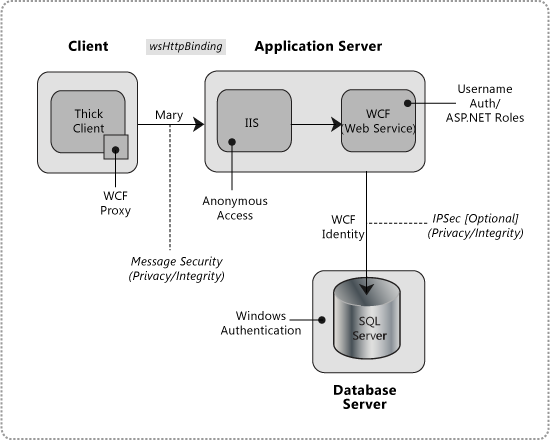 Client
wsHttpBinding
Application Server
Thick
Client
Mary
IIS
WCF
(Web Service)
Username
Auth/
ASP.NET Roles
WCF
Proxy
Anonymous
Access
Message Security
(Privacy/Integrity)
WCF
Identity
IPSec [Optional]
(Privacy/Integrity)
Windows
Authentication
SQL
Server
Database
Server